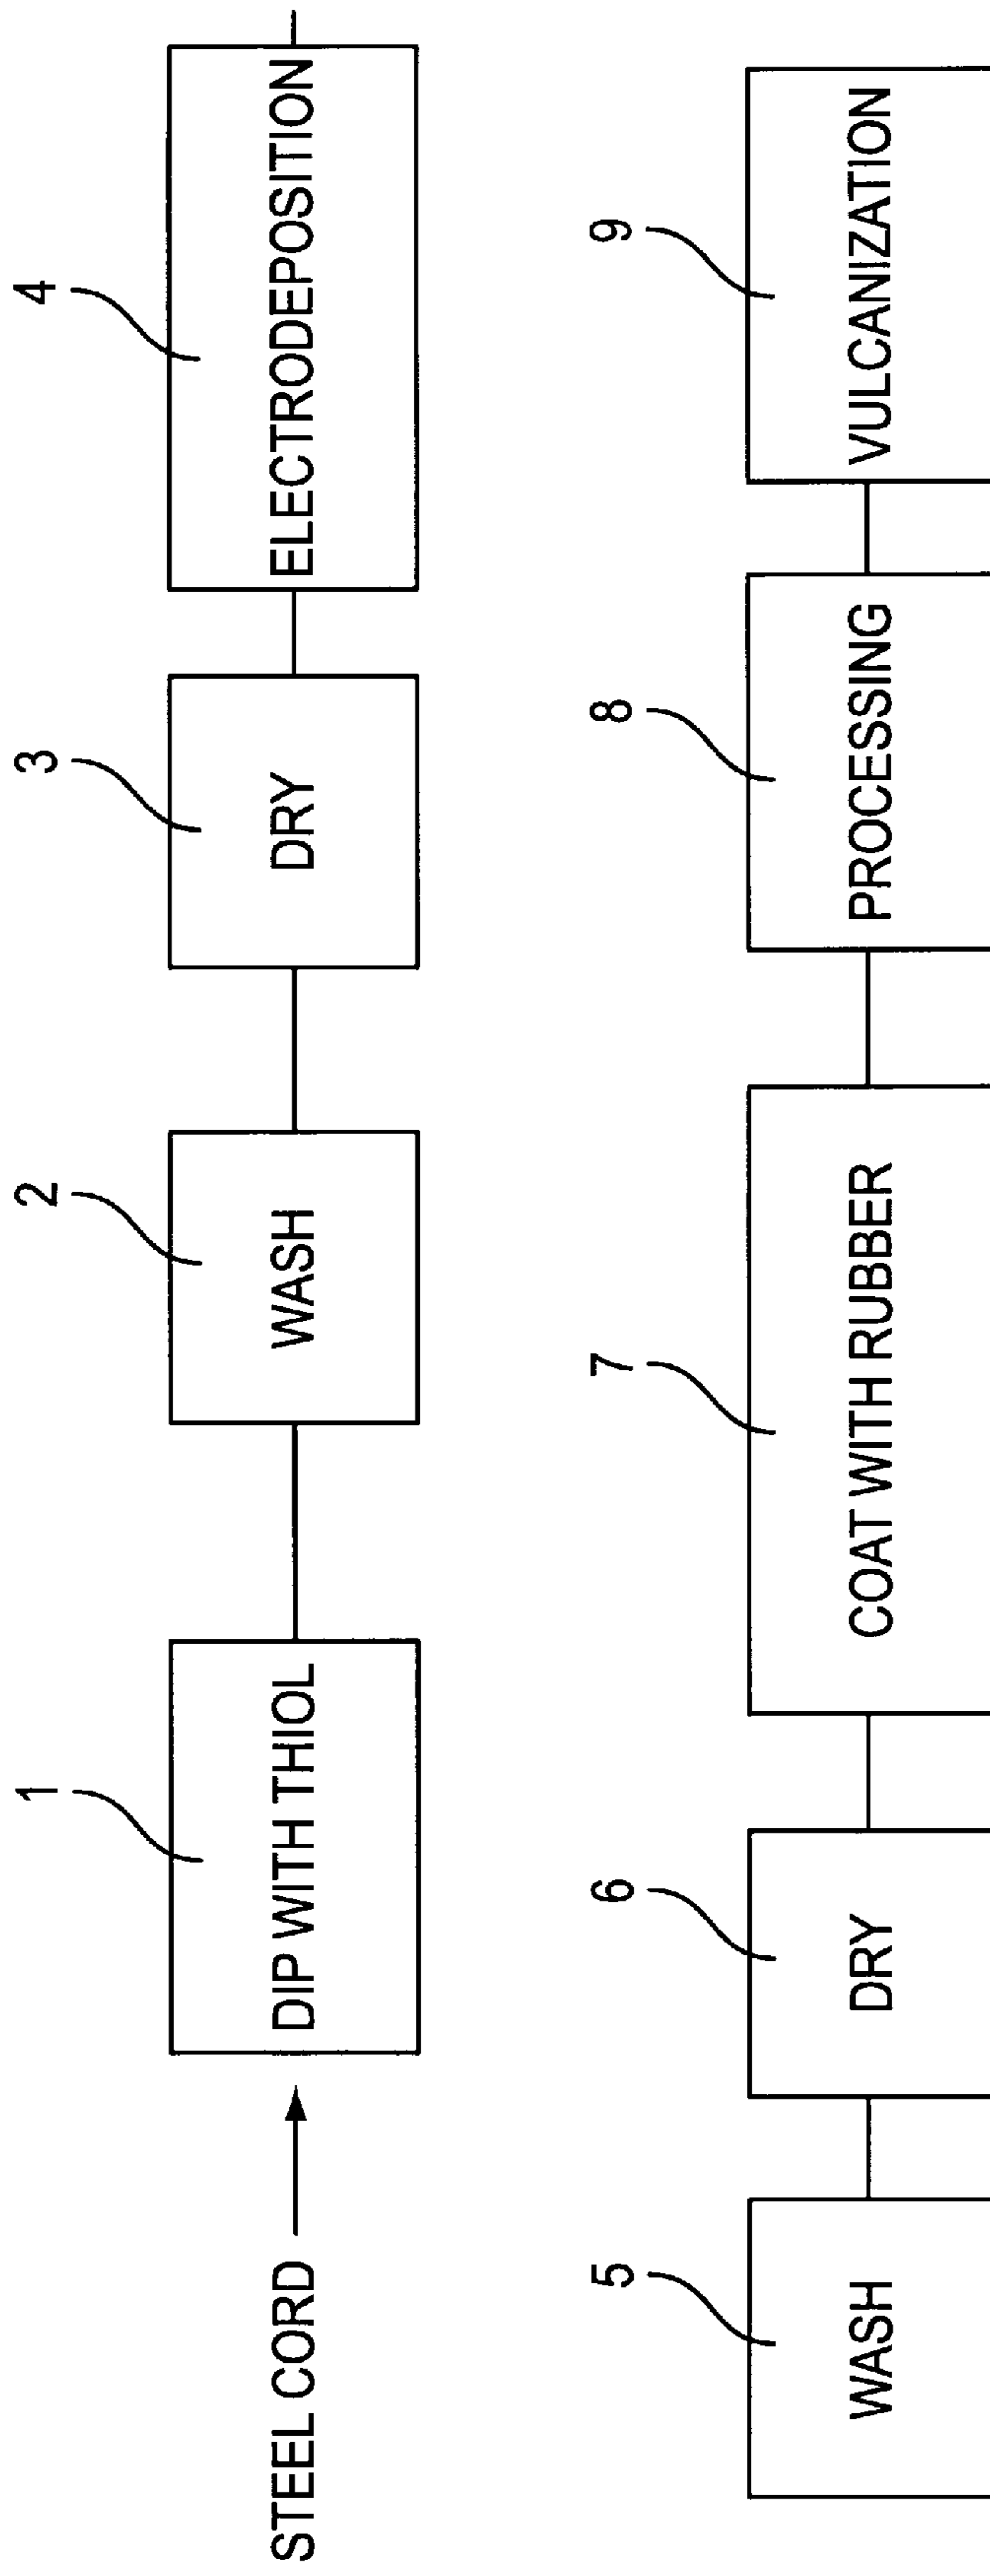 1
2
3
4
STEEL CORD
DIP WITH THIOL
WASH
DRY
ELECTRODEPOSITION
5
6
7
8
9
WASH
DRY
COAT WITH RUBBER
PROCESSING
VULCANIZATION